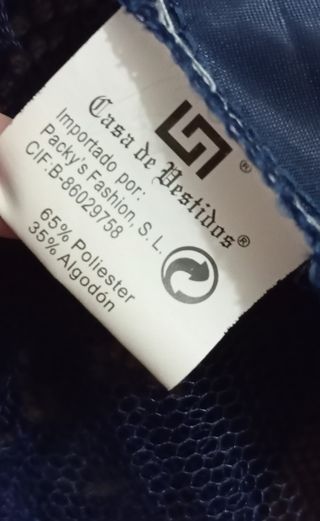 ®
Casa de Vestidos®
Importado por:
Packy's Fashion, S. L.
CIF:B-86029758
65% Poliester
35% Algodón